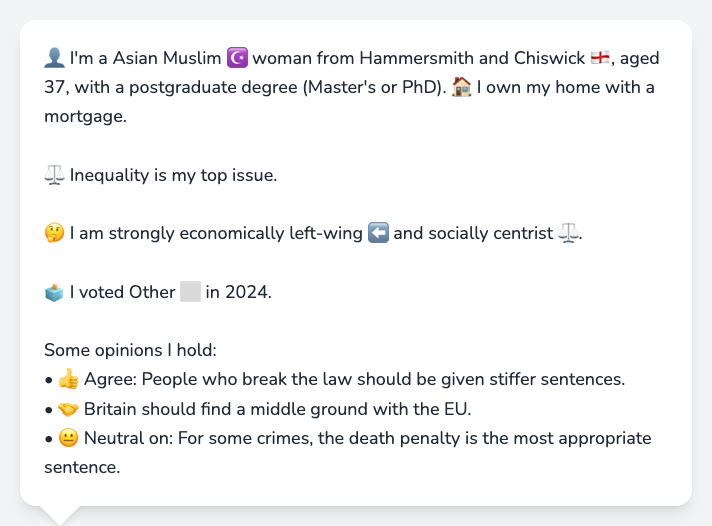 👤 I'm a Asian Muslim ☪️ woman from Hammersmith and Chiswick 🏴󠁧󠁢󠁥󠁮󠁧󠁿, aged
37, with a postgraduate degree (Master's or PhD). 🏠 I own my home with a
mortgage.
⚖️ Inequality is my top issue.
🤔 I am strongly economically left-wing ⬅️ and socially centrist ⚖️.
🗳️ I voted Other ⬜ in 2024.
Some opinions I hold:
• 👍 Agree: People who break the law should be given stiffer sentences.
• 🤝 Britain should find a middle ground with the EU.
• 😐 Neutral on: For some crimes, the death penalty is the most appropriate
sentence.